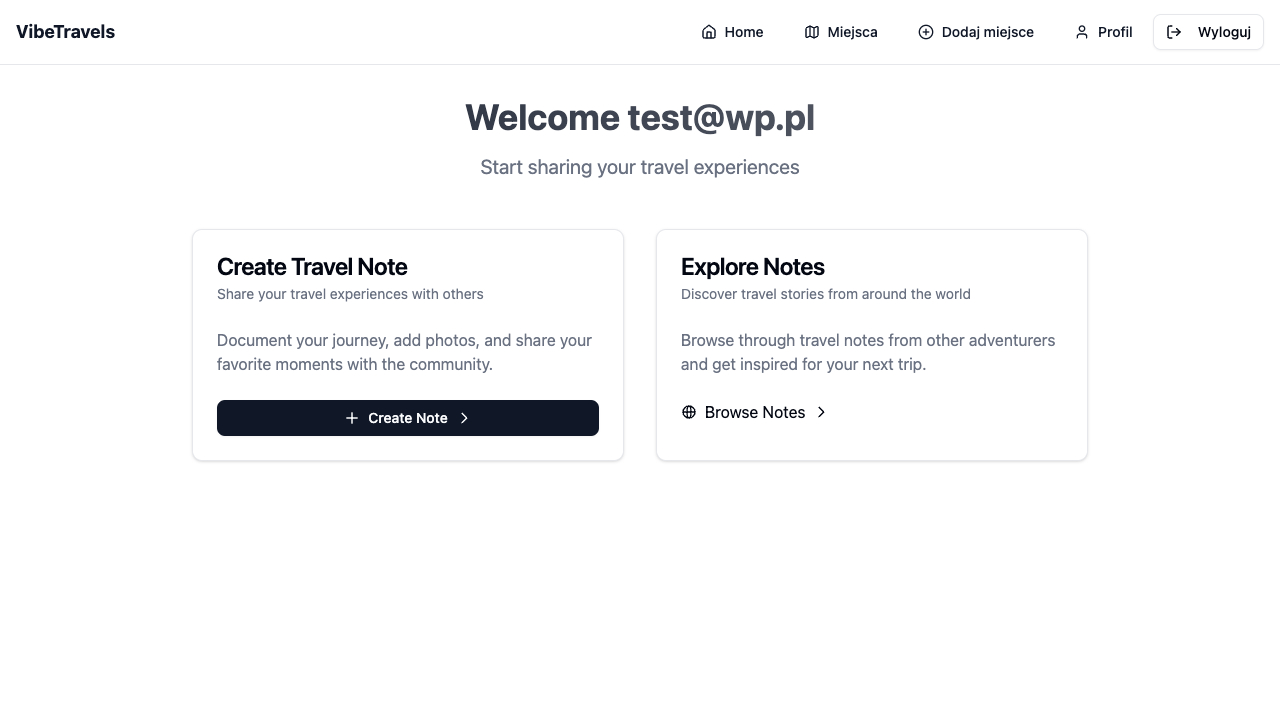 VibeTravels
Home
Miejsca
Dodaj miejsce
Profil
Wyloguj
Welcome test@wp.pl
Start sharing your travel experiences
Create Travel Note
Share your travel experiences with others
Document your journey, add photos, and share your
favorite moments with the community.
Create Note
Explore Notes
Discover travel stories from around the world
Browse through travel notes from other adventurers
and get inspired for your next trip.
Browse Notes